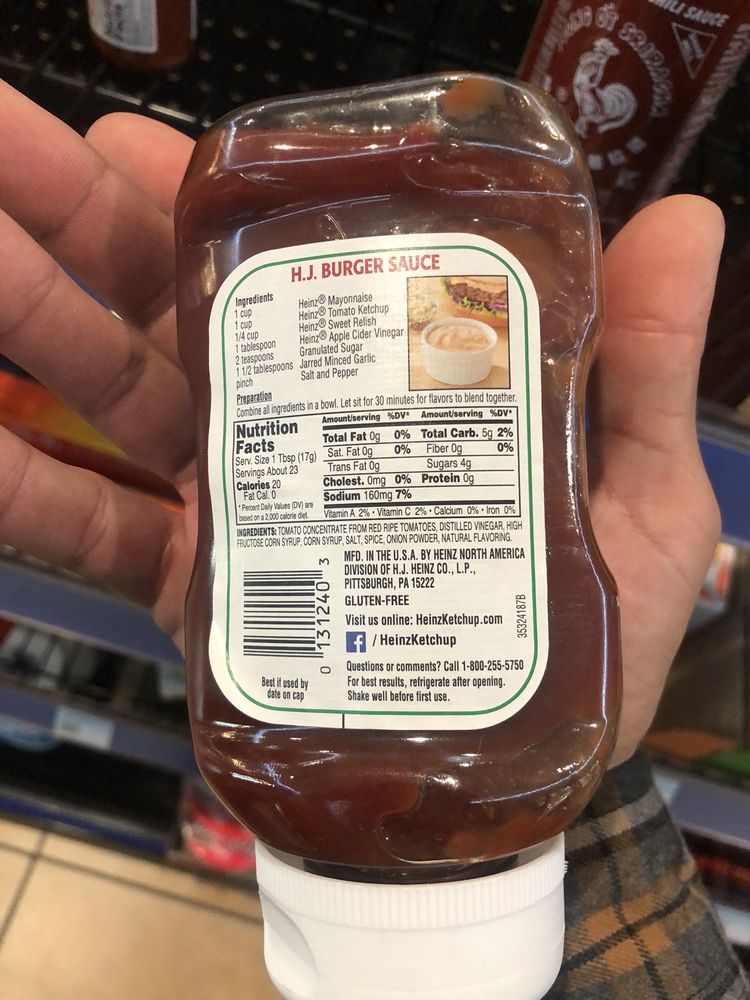 HILI SAUCE
SRIRACHA
H.J. BURGER SAUCE
Ingredients
1 cup Heinz® Mayonnaise
1 cup Heinz® Tomato Ketchup
1/4 cup Heinz® Sweet Relish
1 tablespoon Heinz® Apple Cider Vinegar
2 teaspoons Granulated Sugar
1 1/2 tablespoons Jarred Minced Garlic
pinch Salt and Pepper
Preparation
Combine all ingredients in a bowl. Let sit for 30 minutes for flavors to blend together.
Nutrition
Facts
Serv. Size 1 Tbsp (17g)
Servings About 23
Calories 20
Fat Cal. 0
* Percent Daily Values (DV) are
based on a 2,000 calorie diet.
Amount/serving %DV* Amount/serving %DV*
Total Fat 0g 0% Total Carb. 5g 2%
Sat. Fat 0g 0% Fiber 0g 0%
Trans Fat 0g Sugars 4g
Cholest. 0mg 0% Protein 0g
Sodium 160mg 7%
Vitamin A 2% • Vitamin C 2% • Calcium 0% • Iron 0%
INGREDIENTS: TOMATO CONCENTRATE FROM RED RIPE TOMATOES, DISTILLED VINEGAR, HIGH
FRUCTOSE CORN SYRUP, CORN SYRUP, SALT, SPICE, ONION POWDER, NATURAL FLAVORING.
MFD. IN THE U.S.A. BY HEINZ NORTH AMERICA
DIVISION OF H.J. HEINZ CO., L.P.,
PITTSBURGH, PA 15222
GLUTEN-FREE
Visit us online: HeinzKetchup.com
f / HeinzKetchup
35324187B
0 131240 3
Best if used by
date on cap
Questions or comments? Call 1-800-255-5750
For best results, refrigerate after opening.
Shake well before first use.